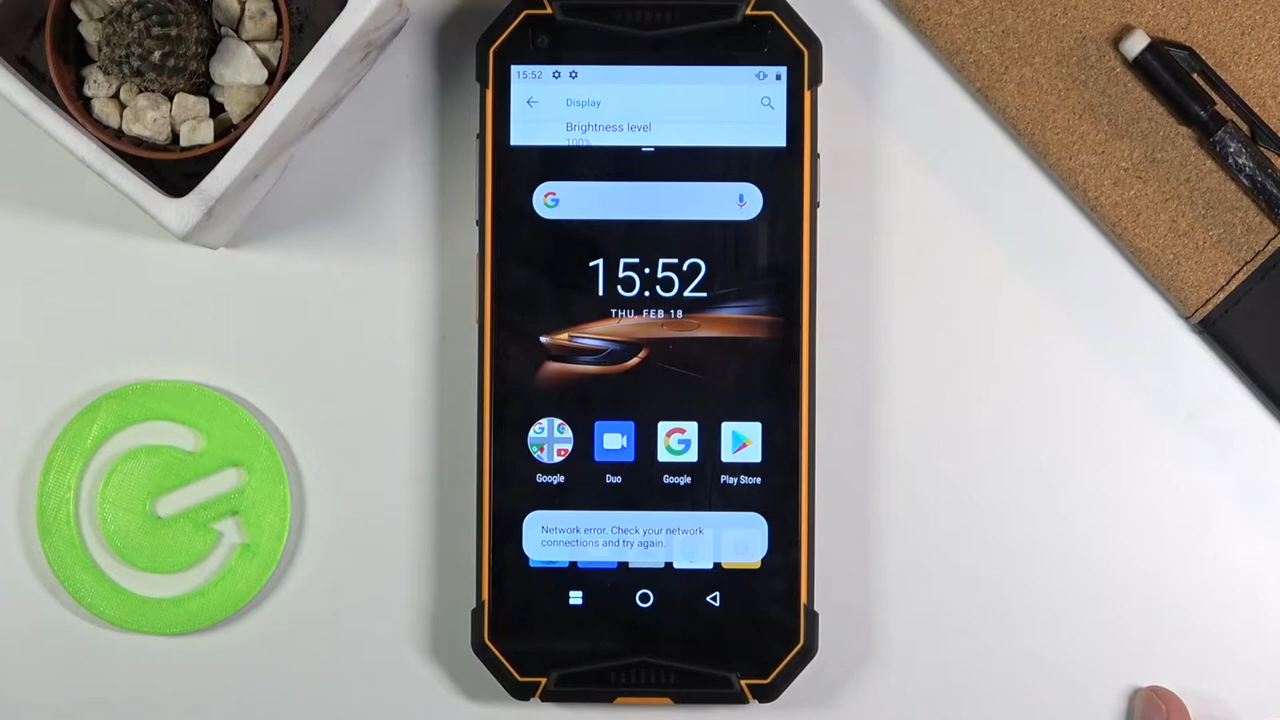 15:52
Display
Brightness level
100%
15:52
THU, FEB 18
Google
Duo
Google
Play Store
Network error. Check your network
connections and try again.